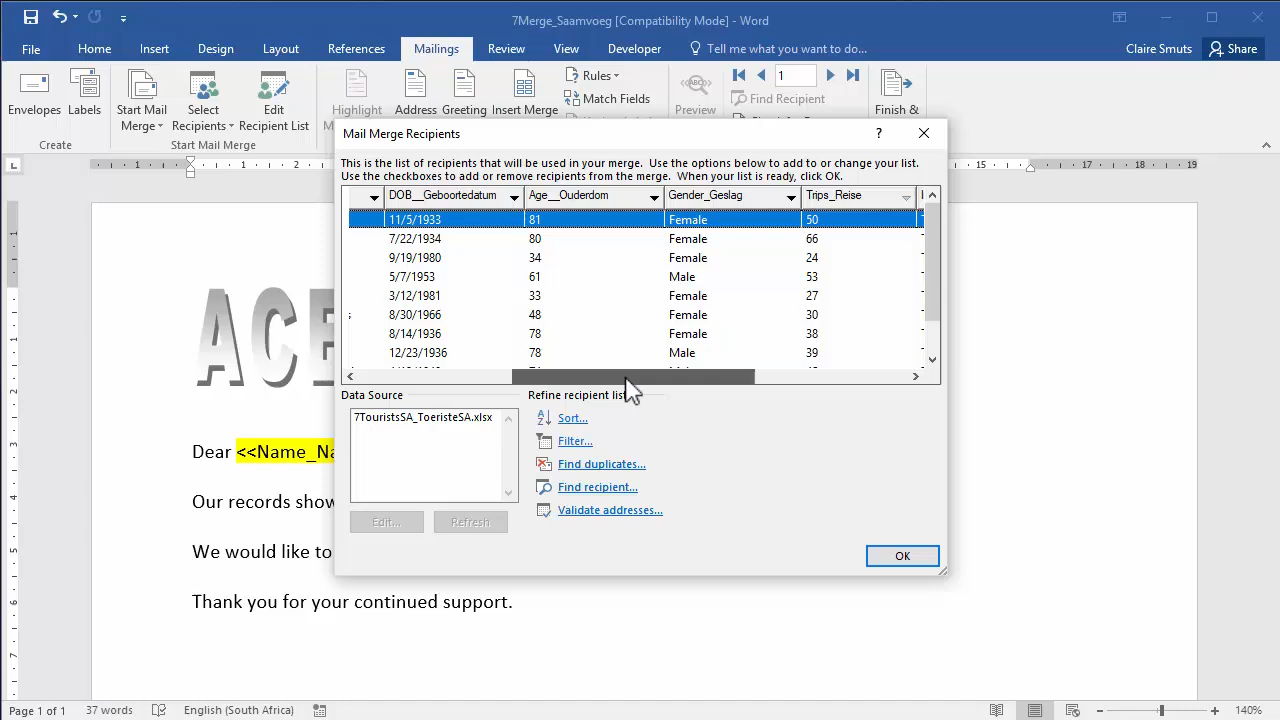 7Merge_Saamvoeg [Compatibility Mode] - Word
File Home Insert Design Layout References Mailings Review View Developer Tell me what you want to do... Claire Smuts Share
Envelopes Labels Start Mail Merge Select Recipients Edit Recipient List Highlight Address Greeting Insert Merge Rules Match Fields Preview 1 Find Recipient Finish &
Create Start Mail Merge
Mail Merge Recipients ?
This is the list of recipients that will be used in your merge. Use the options below to add to or change your list.
Use the checkboxes to add or remove recipients from the merge. When your list is ready, click OK.
DOB__Geboortedatum Age__Ouderdom Gender_Geslag Trips_Reise
11/5/1933 81 Female 50
7/22/1934 80 Female 66
9/19/1980 34 Female 24
5/7/1953 61 Male 53
3/12/1981 33 Female 27
8/30/1966 48 Female 30
8/14/1936 78 Female 38
12/23/1936 78 Male 39
Data Source Refine recipient list
7TouristsSA_ToeristeSA.xlsx
Sort...
Filter...
Find duplicates...
Find recipient...
Validate addresses...
Edit... Refresh
OK
ACE
Dear <<Name_Na
Our records show
We would like to
Thank you for your continued support.
Page 1 of 1 37 words English (South Africa) 140%